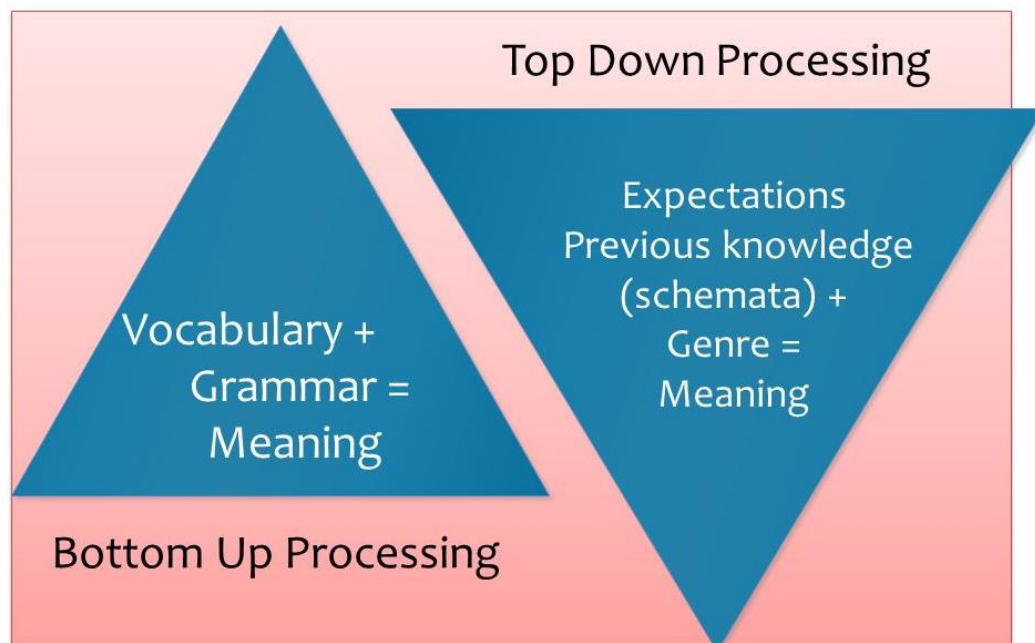 Top Down Processing
Expectations
Previous knowledge
(schemata) +
Genre =
Meaning
Vocabulary +
Grammar =
Meaning
Bottom Up Processing